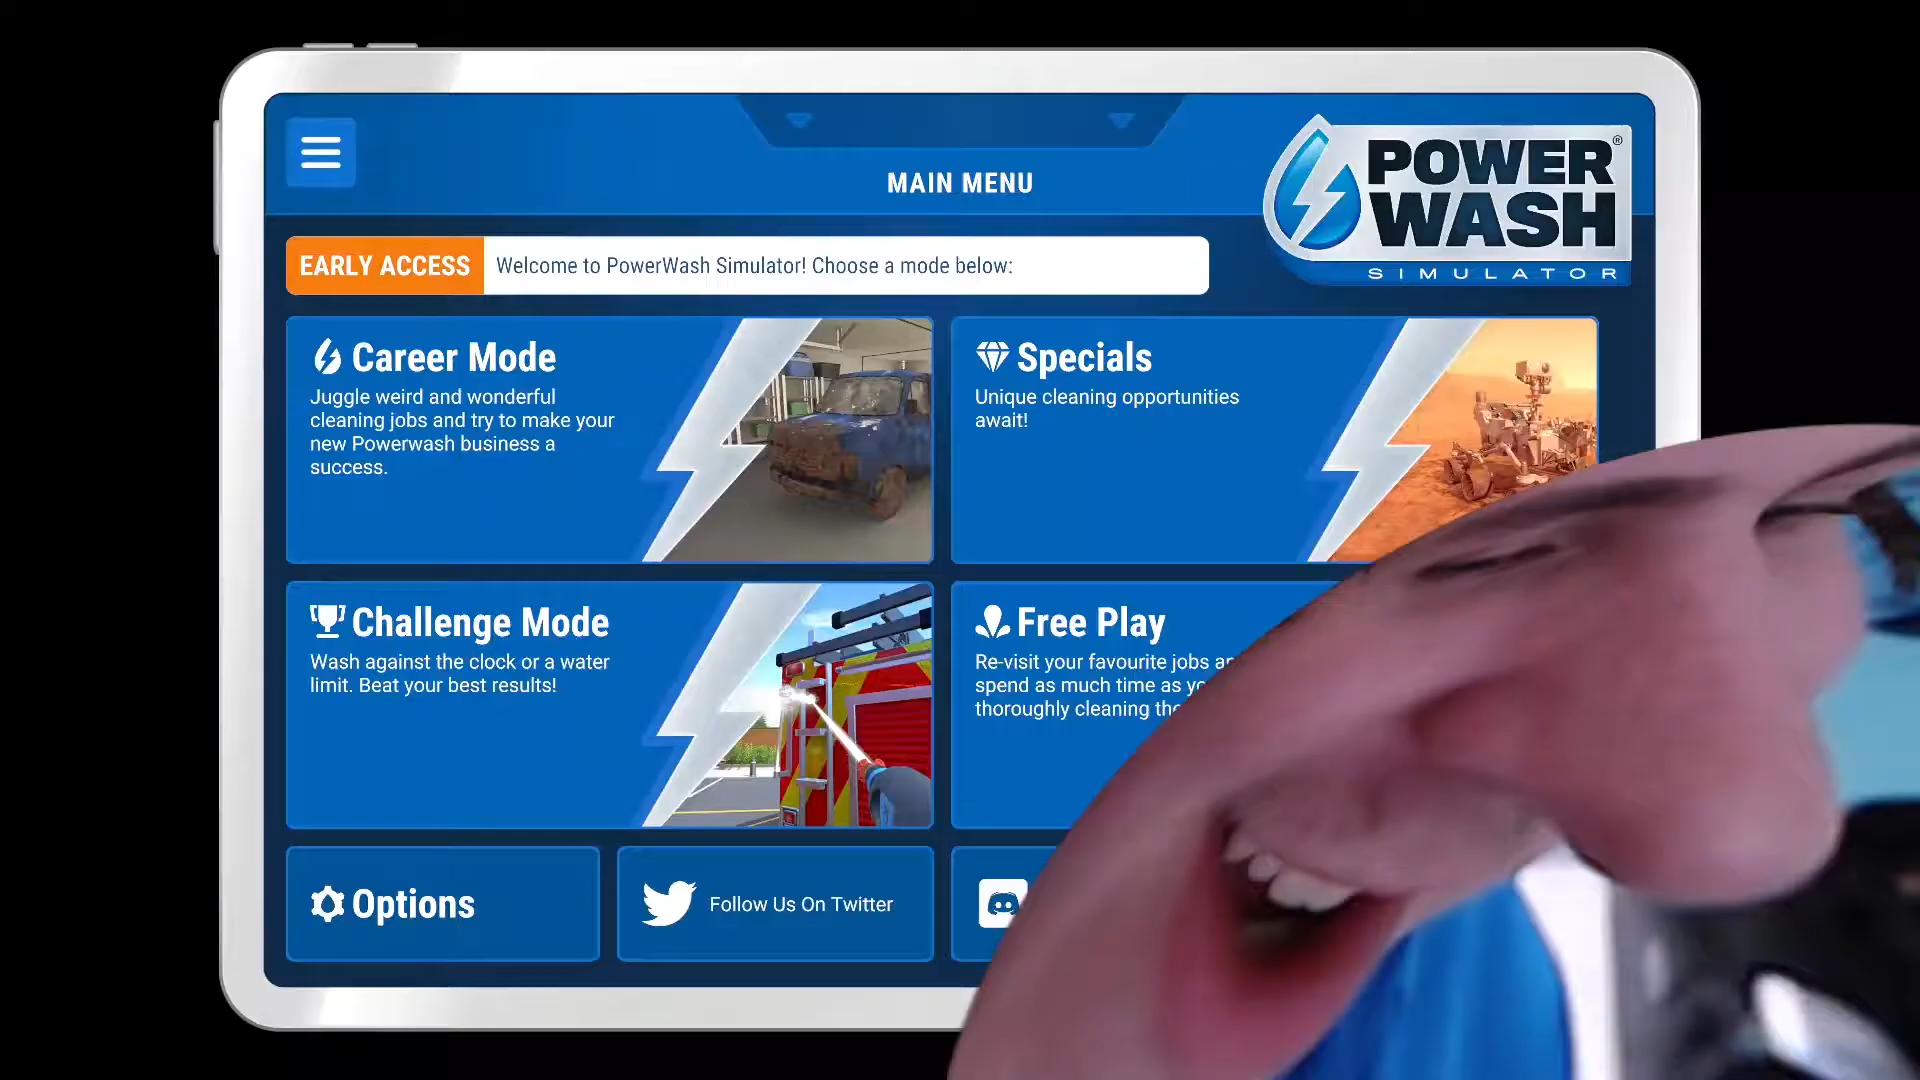 MAIN MENU
POWER
WASH
SIMULATOR
®
EARLY ACCESS
Welcome to PowerWash Simulator! Choose a mode below:
Career Mode
Juggle weird and wonderful
cleaning jobs and try to make your
new Powerwash business a
success.
Specials
Unique cleaning opportunities
await!
Challenge Mode
Wash against the clock or a water
limit. Beat your best results!
Free Play
Re-visit your favourite jobs
spend as much time as
thoroughly cleaning
Options
Follow Us On Twitter